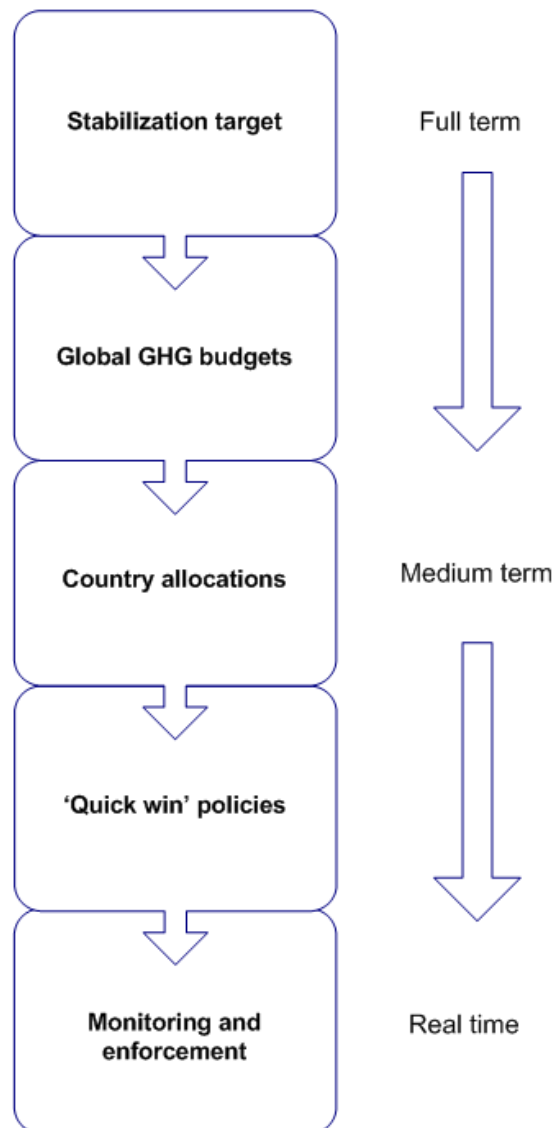 Stabilization target
Full term
Global GHG budgets
Country allocations
Medium term
‘Quick win’ policies
Monitoring and
enforcement
Real time